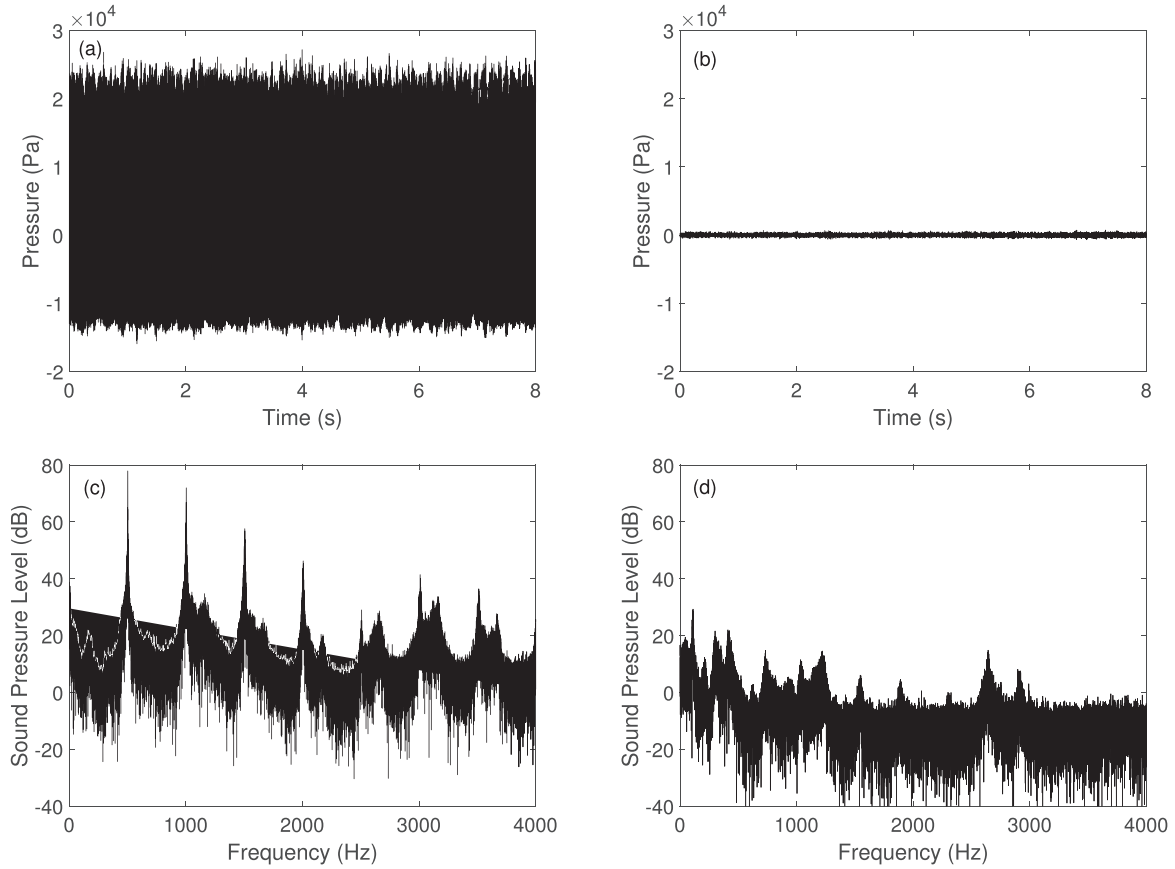 ×10⁴
(a)
3
2
1
0
-1
-2
Pressure (Pa)
0 2 4 6 8
Time (s)
×10⁴
(b)
3
2
1
0
-1
-2
Pressure (Pa)
0 2 4 6 8
Time (s)
(c)
80
60
40
20
0
-20
-40
Sound Pressure Level (dB)
0 1000 2000 3000 4000
Frequency (Hz)
(d)
80
60
40
20
0
-20
-40
Sound Pressure Level (dB)
0 1000 2000 3000 4000
Frequency (Hz)